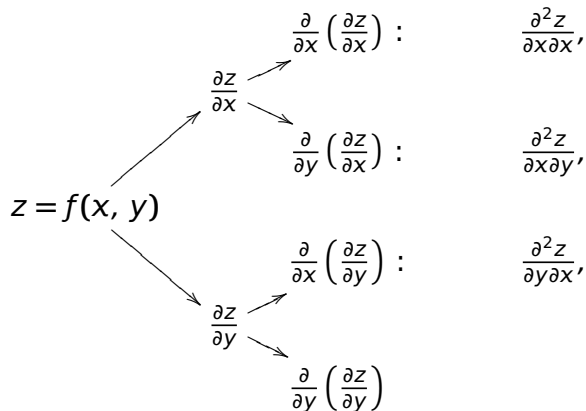 ∂/∂x (∂z/∂x) : ∂²z/∂x∂x,
∂z/∂x
∂/∂y (∂z/∂x) : ∂²z/∂x∂y,
z = f(x, y)
∂/∂x (∂z/∂y) : ∂²z/∂y∂x,
∂z/∂y
∂/∂y (∂z/∂y)